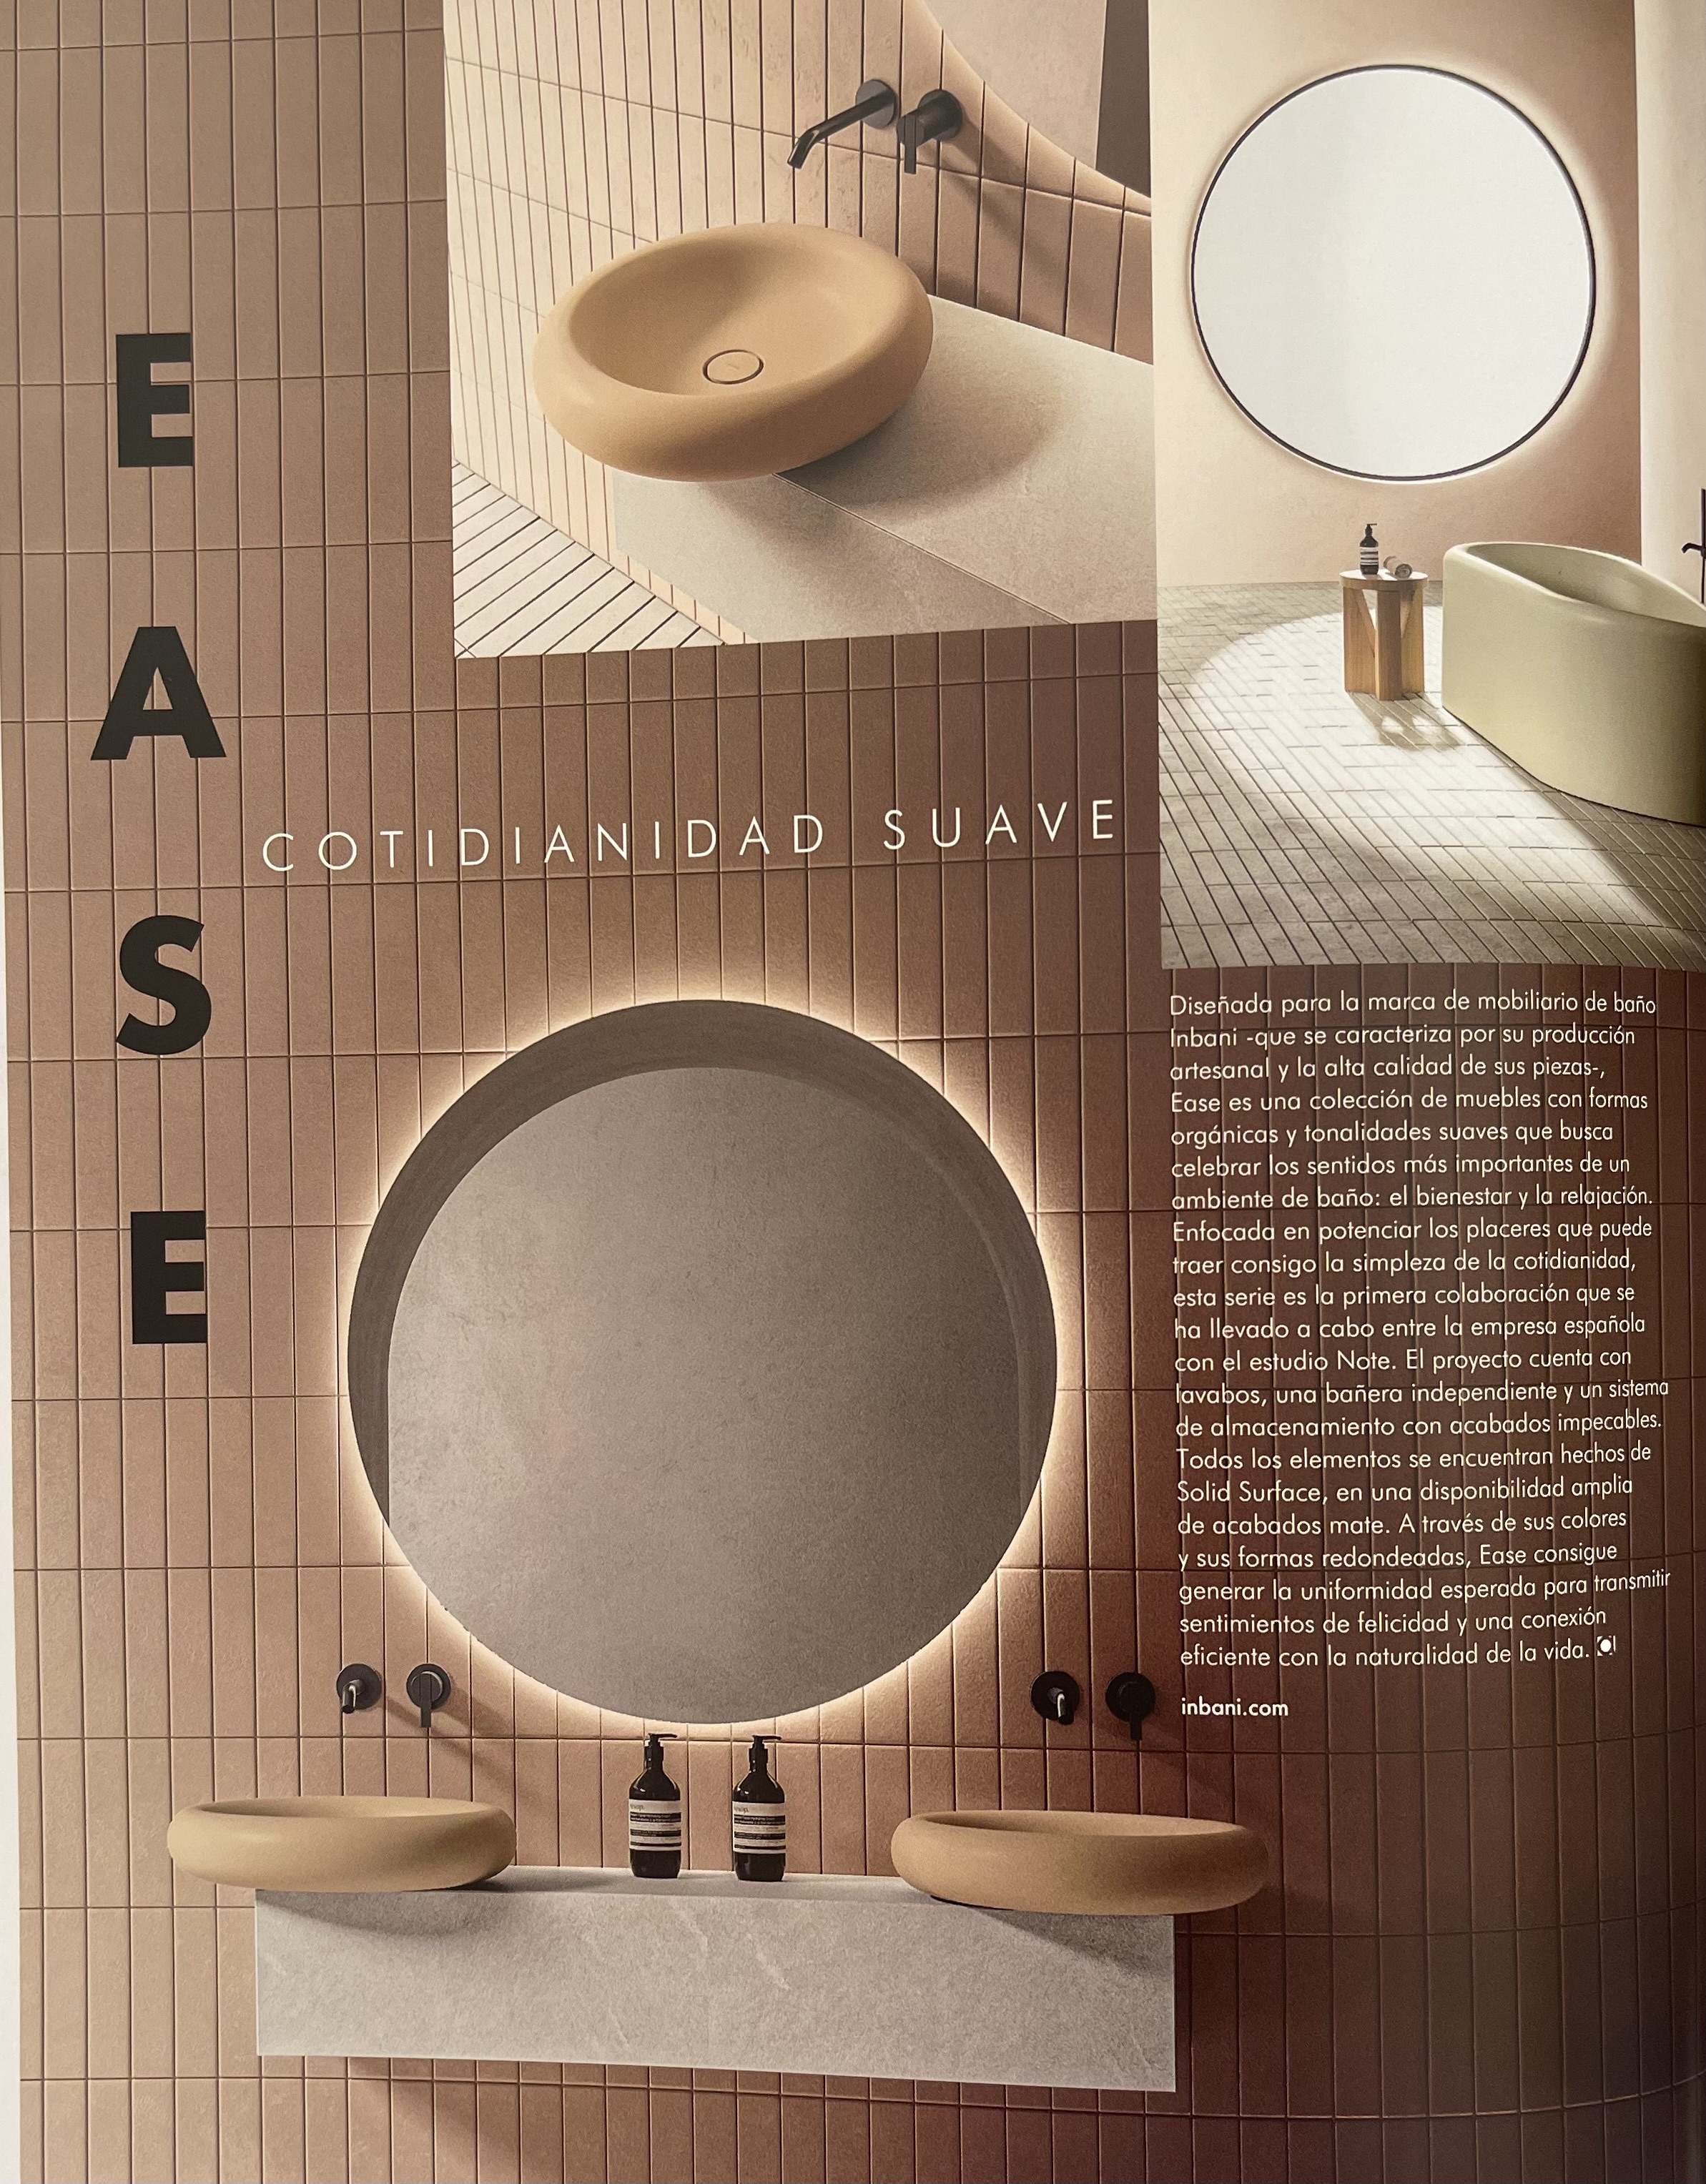 EASE
COTIDIANIDAD SUAVE
Diseñada para la marca de mobiliario de baño
Inbani -que se caracteriza por su producción
artesanal y la alta calidad de sus piezas-,
Ease es una colección de muebles con formas
orgánicas y tonalidades suaves que busca
celebrar los sentidos más importantes de un
ambiente de baño: el bienestar y la relajación.
Enfocada en potenciar los placeres que puede
traer consigo la simpleza de la cotidianidad,
esta serie es la primera colaboración que se
ha llevado a cabo entre la empresa española
con el estudio Note. El proyecto cuenta con
lavabos, una bañera independiente y un sistema
de almacenamiento con acabados impecables.
Todos los elementos se encuentran hechos de
Solid Surface, en una disponibilidad amplia
de acabados mate. A través de sus colores
y sus formas redondeadas, Ease consigue
generar la uniformidad esperada para transmitir
sentimientos de felicidad y una conexión
eficiente con la naturalidad de la vida.
inbani.com